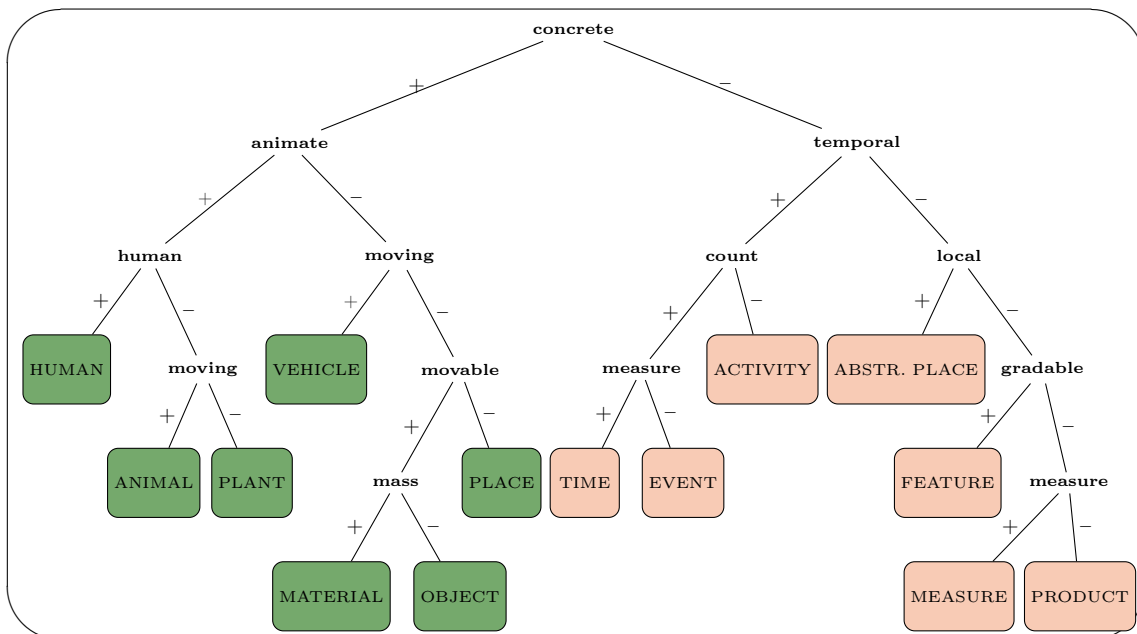 concrete
+ −
animate temporal
+ − + −
human moving count local
+ − + − + − + −
HUMAN moving VEHICLE movable measure ACTIVITY ABSTR. PLACE gradable
+ − + − + − + −
ANIMAL PLANT mass PLACE TIME EVENT FEATURE measure
+ − + −
MATERIAL OBJECT MEASURE PRODUCT